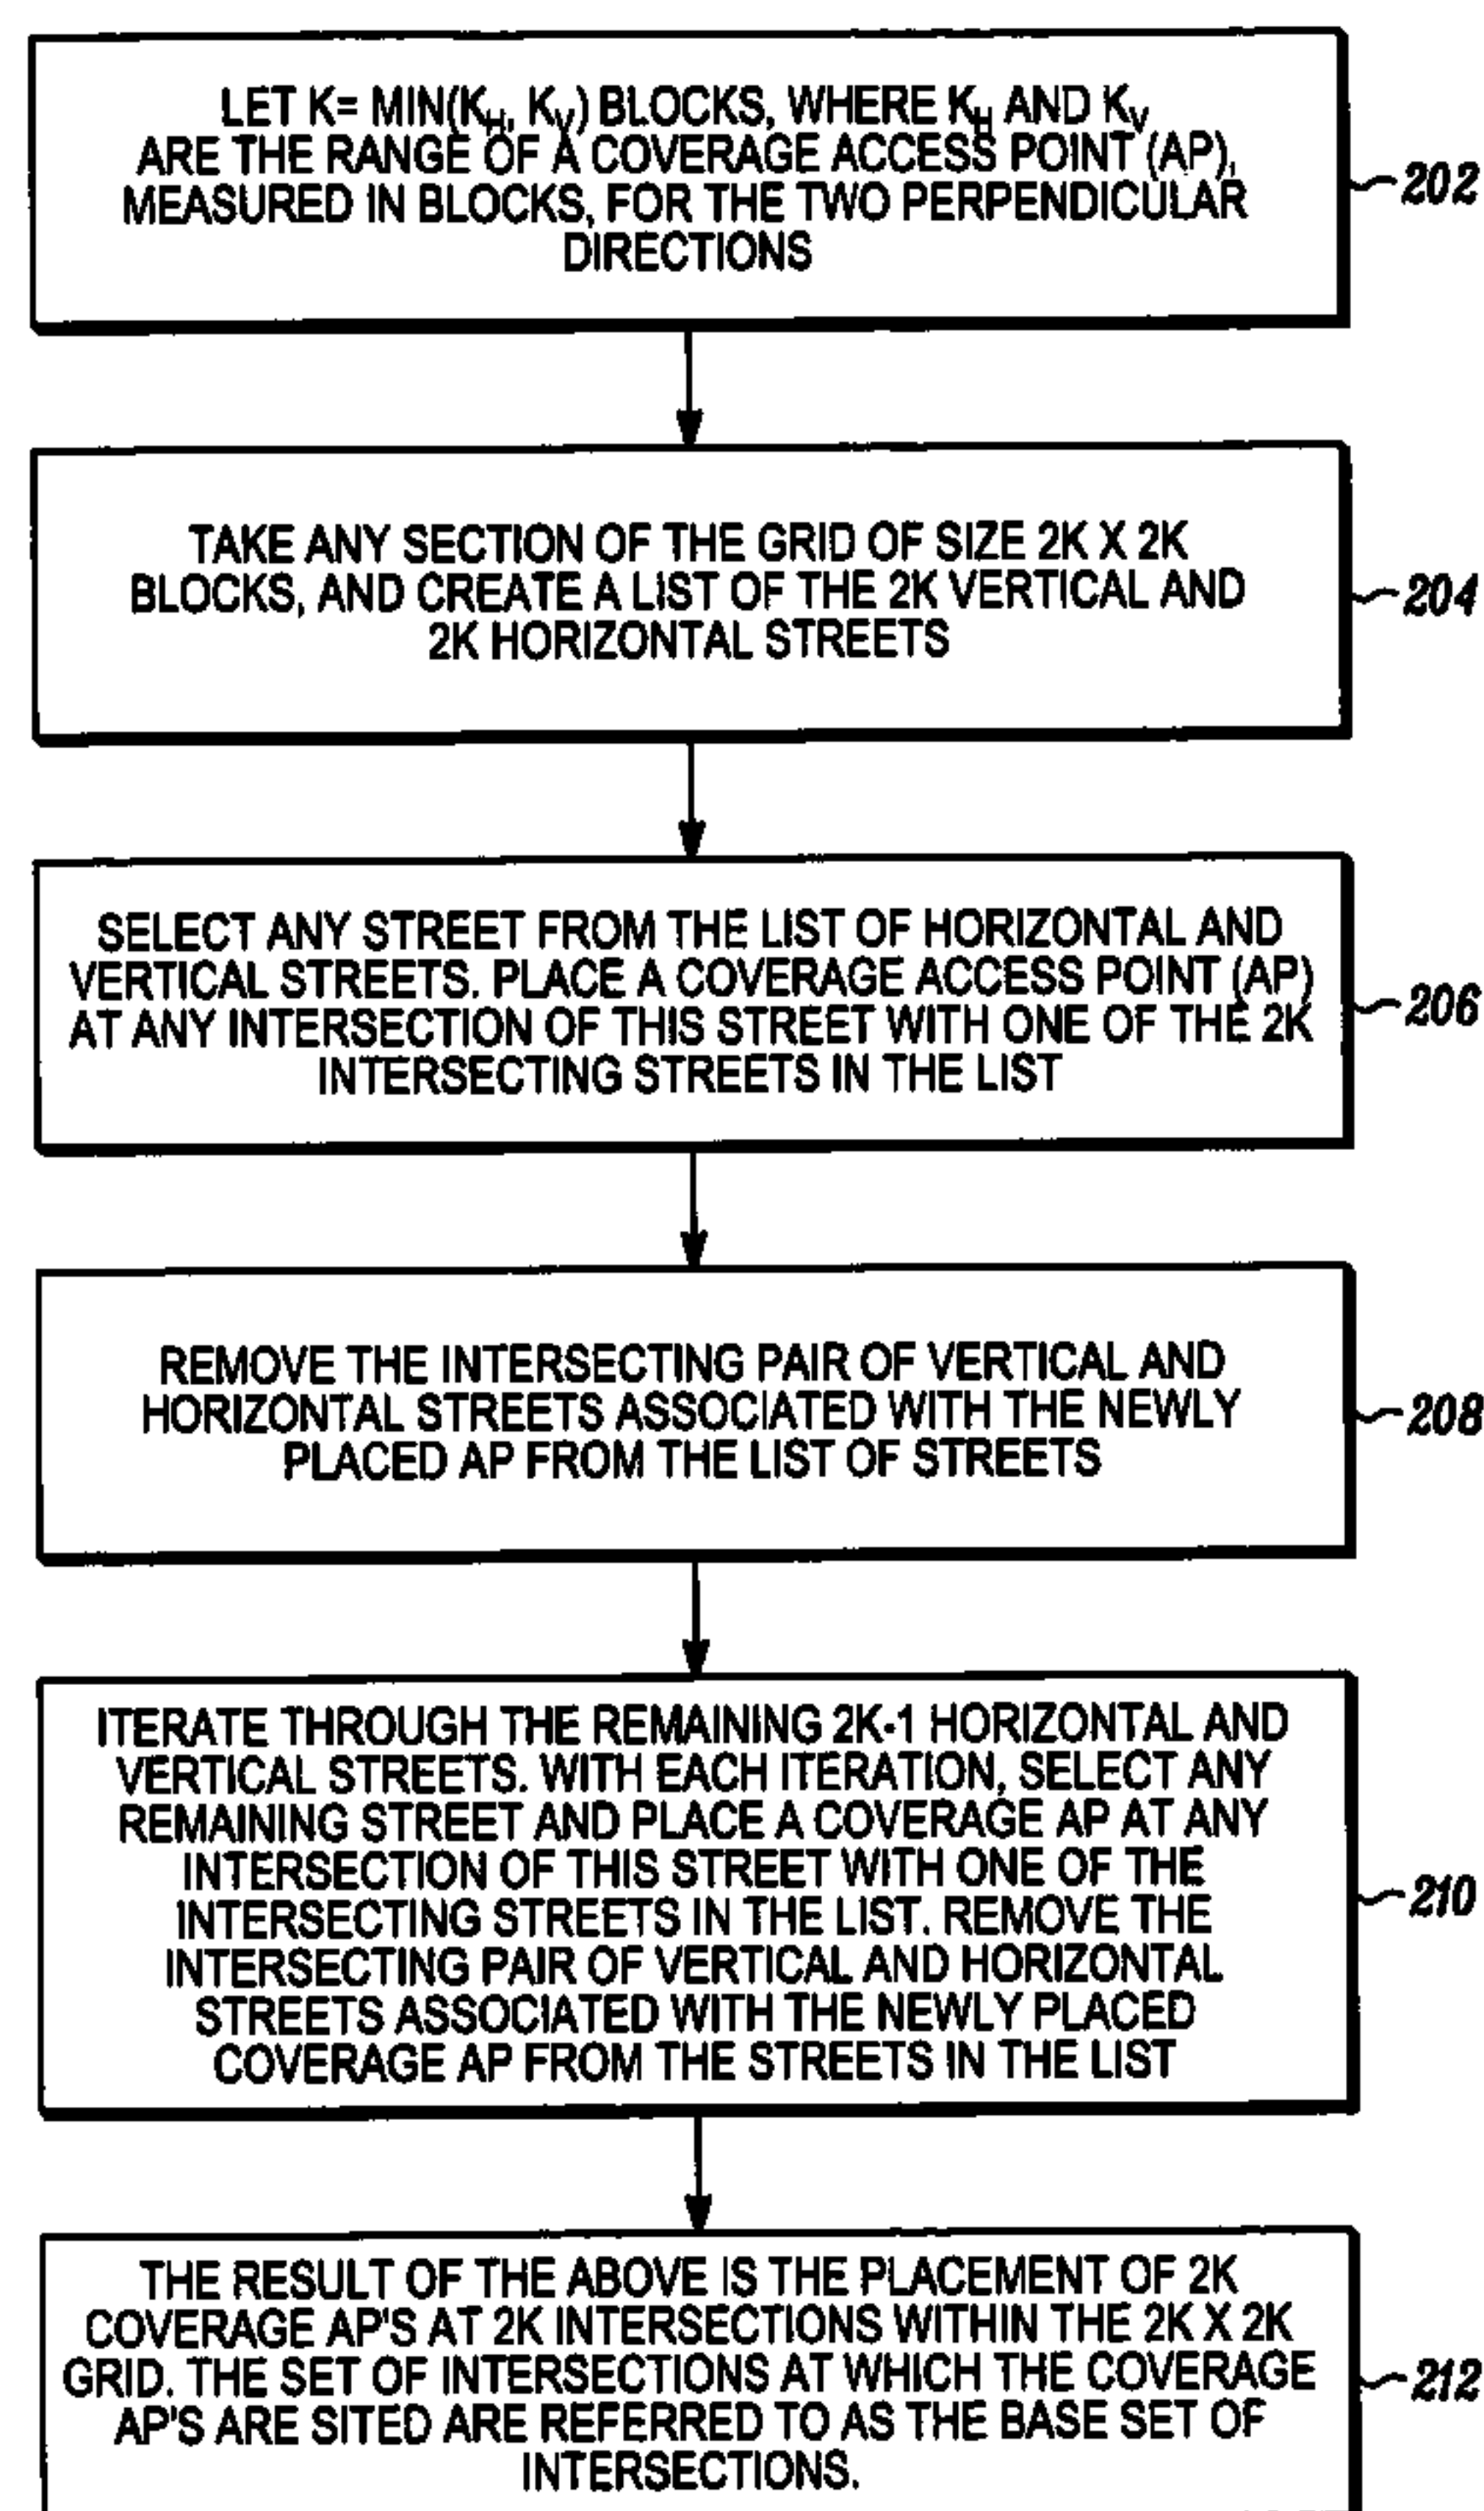 LET K= MIN(K_H, K_V) BLOCKS, WHERE K_H AND K_V
ARE THE RANGE OF A COVERAGE ACCESS POINT (AP),
MEASURED IN BLOCKS, FOR THE TWO PERPENDICULAR
DIRECTIONS
202
TAKE ANY SECTION OF THE GRID OF SIZE 2K X 2K
BLOCKS, AND CREATE A LIST OF THE 2K VERTICAL AND
2K HORIZONTAL STREETS
204
SELECT ANY STREET FROM THE LIST OF HORIZONTAL AND
VERTICAL STREETS. PLACE A COVERAGE ACCESS POINT (AP)
AT ANY INTERSECTION OF THIS STREET WITH ONE OF THE 2K
INTERSECTING STREETS IN THE LIST
206
REMOVE THE INTERSECTING PAIR OF VERTICAL AND
HORIZONTAL STREETS ASSOCIATED WITH THE NEWLY
PLACED AP FROM THE LIST OF STREETS
208
ITERATE THROUGH THE REMAINING 2K-1 HORIZONTAL AND
VERTICAL STREETS. WITH EACH ITERATION, SELECT ANY
REMAINING STREET AND PLACE A COVERAGE AP AT ANY
INTERSECTION OF THIS STREET WITH ONE OF THE
INTERSECTING STREETS IN THE LIST. REMOVE THE
INTERSECTING PAIR OF VERTICAL AND HORIZONTAL
STREETS ASSOCIATED WITH THE NEWLY PLACED
COVERAGE AP FROM THE STREETS IN THE LIST
210
THE RESULT OF THE ABOVE IS THE PLACEMENT OF 2K
COVERAGE AP'S AT 2K INTERSECTIONS WITHIN THE 2K X 2K
GRID. THE SET OF INTERSECTIONS AT WHICH THE COVERAGE
AP'S ARE SITED ARE REFERRED TO AS THE BASE SET OF
INTERSECTIONS.
212